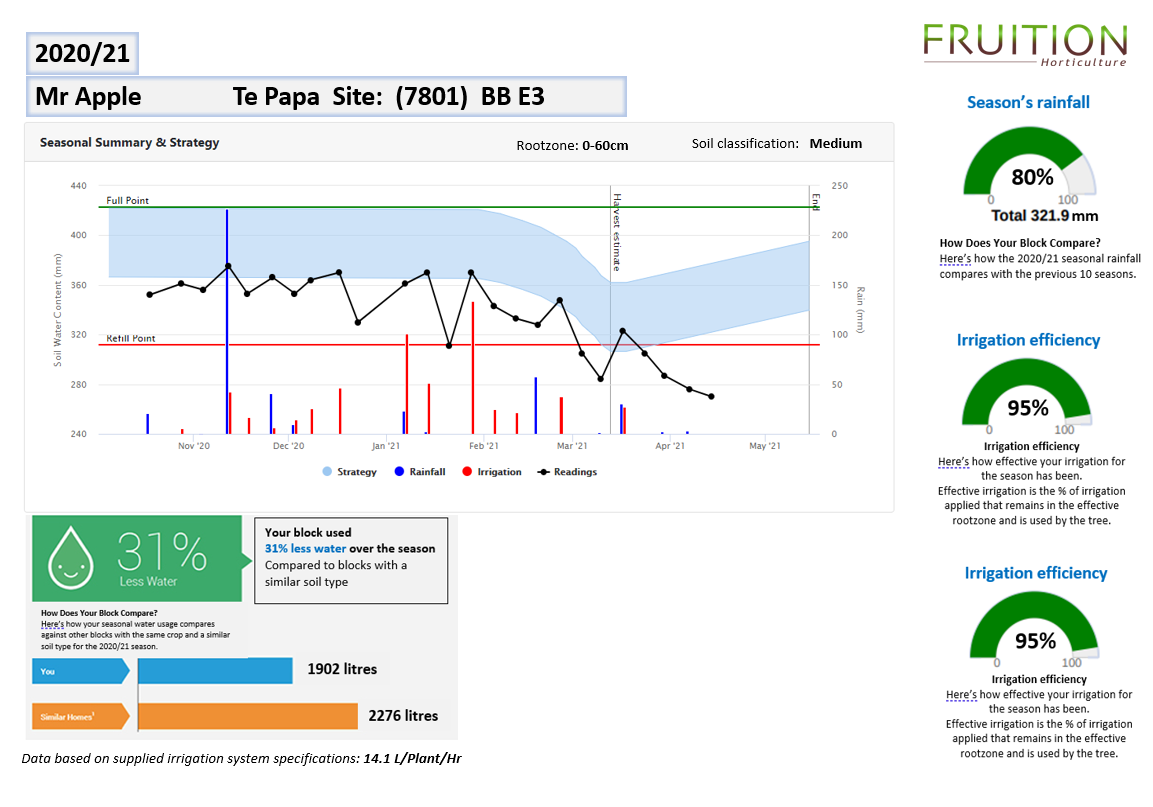 2020/21
Mr Apple Te Papa Site: (7801) BB E3
FRUITION
Horticulture
Seasonal Summary & Strategy Rootzone: 0-60cm Soil classification: Medium
440 250
Full Point Harvest estimate End
400 200
360 150
320 100
Refill Point
280 50
240 0
Soil Water Content (mm)
Rain (mm)
Nov '20 Dec '20 Jan '21 Feb '21 Mar '21 Apr '21 May '21
Strategy Rainfall Irrigation Readings
31%
Less Water
Your block used
31% less water over the season
Compared to blocks with a
similar soil type
How Does Your Block Compare?
Here's how your seasonal water usage compares
against other blocks with the same crop and a similar
soil type for the 2020/21 season.
You 1902 litres
Similar Homes¹ 2276 litres
Data based on supplied irrigation system specifications: 14.1 L/Plant/Hr
Season's rainfall
80%
0 100
Total 321.9 mm
How Does Your Block Compare?
Here's how the 2020/21 seasonal rainfall
compares with the previous 10 seasons.
Irrigation efficiency
95%
0 100
Irrigation efficiency
Here's how effective your irrigation for
the season has been.
Effective irrigation is the % of irrigation
applied that remains in the effective
rootzone and is used by the tree.
Irrigation efficiency
95%
0 100
Irrigation efficiency
Here's how effective your irrigation for
the season has been.
Effective irrigation is the % of irrigation
applied that remains in the effective
rootzone and is used by the tree.